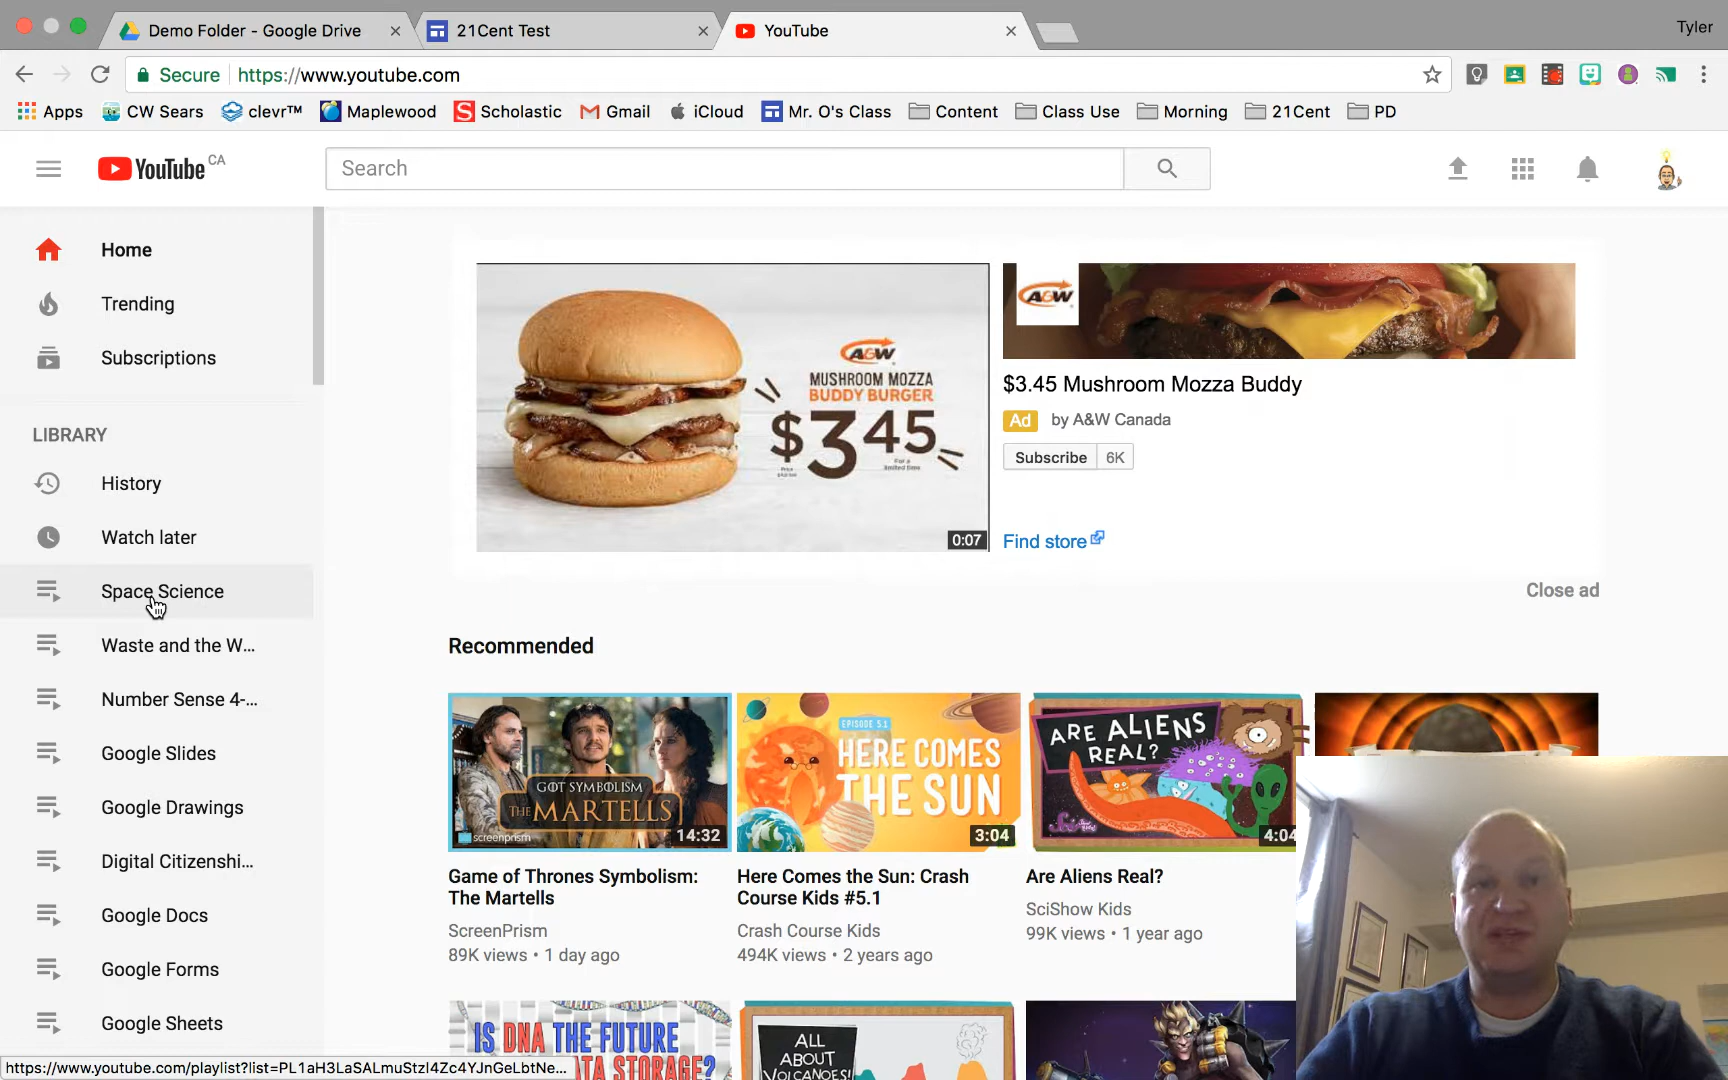 Demo Folder - Google Drive
21Cent Test
YouTube
Tyler
Secure https://www.youtube.com
Apps
CW Sears
clevr™
Maplewood
Scholastic
Gmail
iCloud
Mr. O's Class
Content
Class Use
Morning
21Cent
PD
YouTube CA
Search
Home
Trending
Subscriptions
LIBRARY
History
Watch later
Space Science
Waste and the W...
Number Sense 4-...
Google Slides
Google Drawings
Digital Citizenshi...
Google Docs
Google Forms
Google Sheets
https://www.youtube.com/playlist?list=PL1aH3LaSALmuStzI4Zc4YJnGeLbtNe...
A&W
MUSHROOM MOZZA
BUDDY BURGER
$3.45
0:07
A&W
$3.45 Mushroom Mozza Buddy
Ad by A&W Canada
Subscribe 6K
Find store
Close ad
Recommended
GOT SYMBOLISM
THE MARTELLS
screenprism
14:32
Game of Thrones Symbolism:
The Martells
ScreenPrism
89K views • 1 day ago
EPISODE 5.1
HERE COMES
THE SUN
3:04
Here Comes the Sun: Crash
Course Kids #5.1
Crash Course Kids
494K views • 2 years ago
ARE ALIENS
REAL?
4:04
Are Aliens Real?
SciShow Kids
99K views • 1 year ago
IS DNA THE FUTURE
DATA STORAGE?
ALL
ABOUT
VOLCANOES!